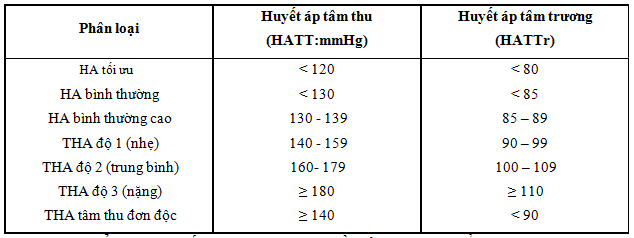 Phân loại Huyết áp tâm thu (HATT:mmHg) Huyết áp tâm trương (HATTr)
HA tối ưu < 120 < 80
HA bình thường < 130 < 85
HA bình thường cao 130 - 139 85 – 89
THA độ 1 (nhẹ) 140 - 159 90 – 99
THA độ 2 (trung bình) 160- 179 100 – 109
THA độ 3 (nặng) ≥ 180 ≥ 110
THA tâm thu đơn độc ≥ 140 < 90